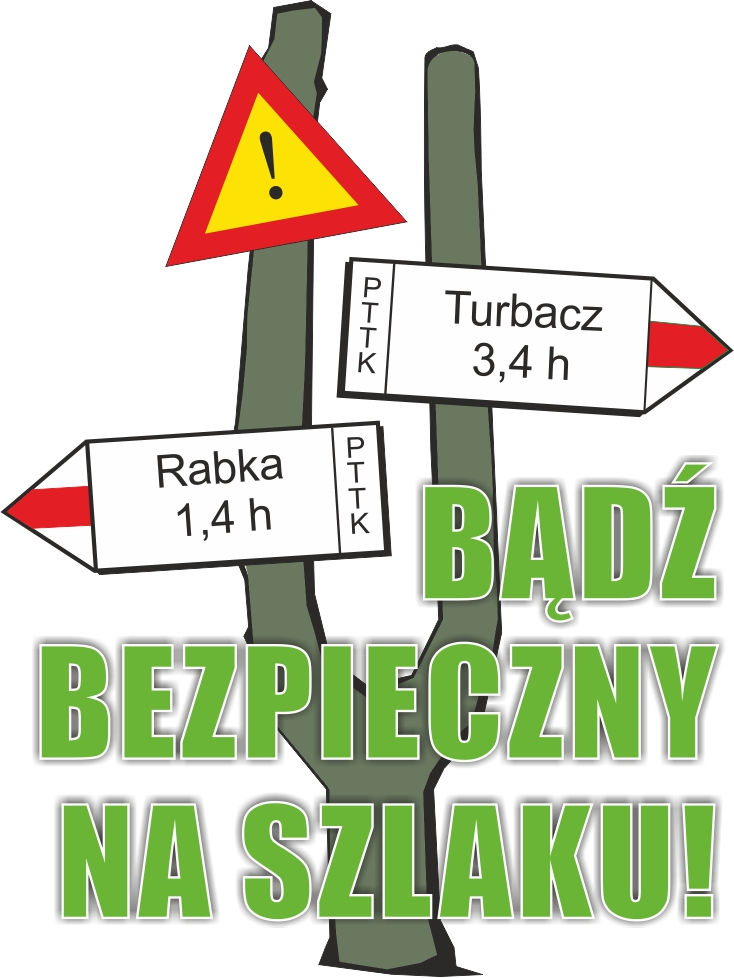 !
PTTK
Turbacz
3,4 h
Rabka
1,4 h
PTTK
BĄDŹ
BEZPIECZNY
NA SZLAKU!